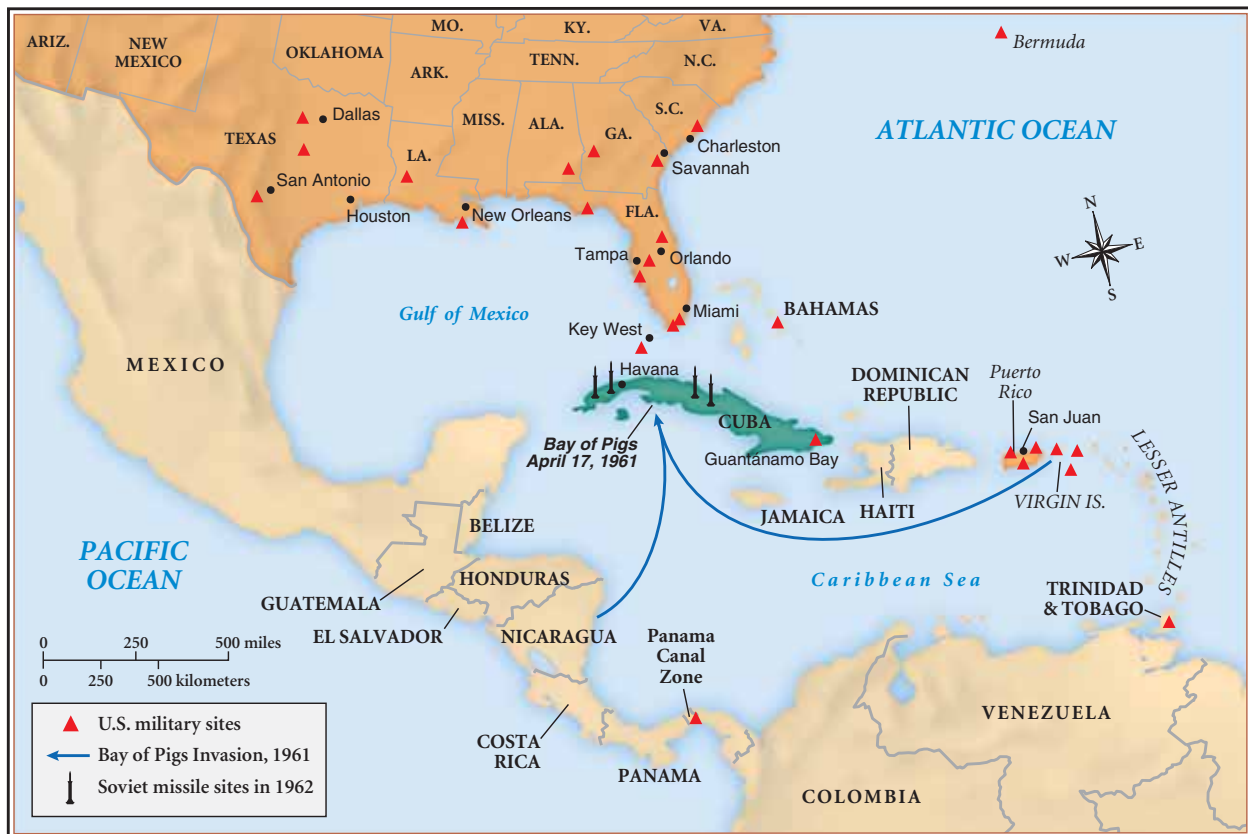 MO.
KY.
VA.
ARIZ.
NEW
MEXICO
OKLAHOMA
TENN.
N.C.
Bermuda
ARK.
S.C.
Dallas
MISS.
ALA.
GA.
ATLANTIC OCEAN
TEXAS
Charleston
LA.
Savannah
San Antonio
Houston
New Orleans
FLA.
N
E
W
S
Tampa
Orlando
Gulf of Mexico
Miami
BAHAMAS
Key West
MEXICO
Havana
DOMINICAN
REPUBLIC
Puerto
Rico
San Juan
CUBA
Bay of Pigs
April 17, 1961
Guantánamo Bay
LESSER ANTILLES
VIRGIN IS.
JAMAICA
HAITI
BELIZE
PACIFIC
OCEAN
HONDURAS
Caribbean Sea
GUATEMALA
TRINIDAD
& TOBAGO
EL SALVADOR
NICARAGUA
Panama
Canal
Zone
0 250 500 miles
0 250 500 kilometers
VENEZUELA
U.S. military sites
Bay of Pigs Invasion, 1961
Soviet missile sites in 1962
COSTA
RICA
PANAMA
COLOMBIA